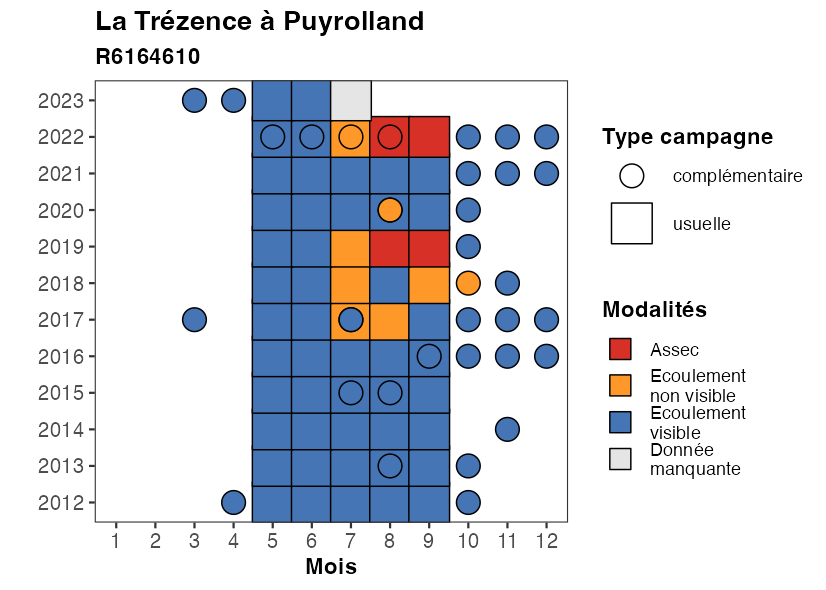 La Trézence à Puyrolland
R6164610
2023
2022
2021
2020
2019
2018
2017
2016
2015
2014
2013
2012
1 2 3 4 5 6 7 8 9 10 11 12
Mois
Type campagne
complémentaire
usuelle
Modalités
Assec
Ecoulement
non visible
Ecoulement
visible
Donnée
manquante